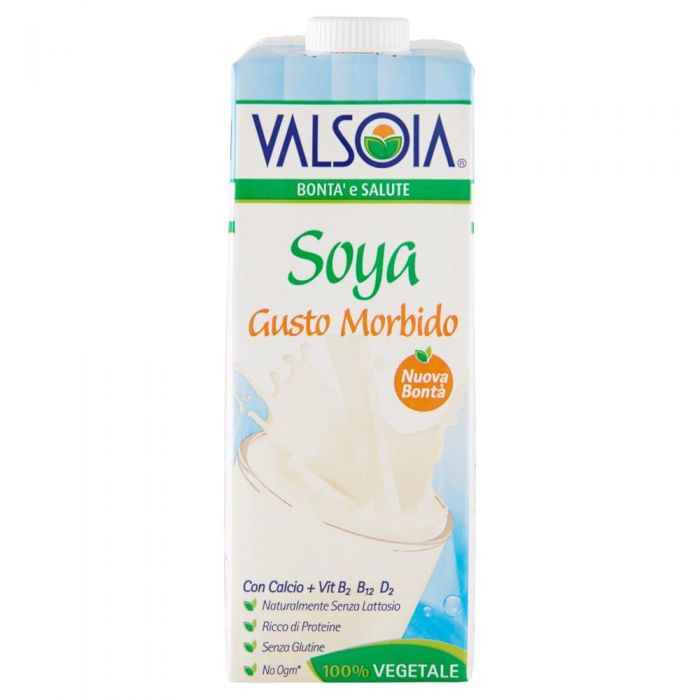 VALSOIA®
BONTA' e SALUTE
Soya
Gusto Morbido
Nuova
Bontà
Con Calcio + Vit B₂ B₁₂ D₂
Naturalmente Senza Lattosio
Ricco di Proteine
Senza Glutine
No Ogm*
100% VEGETALE